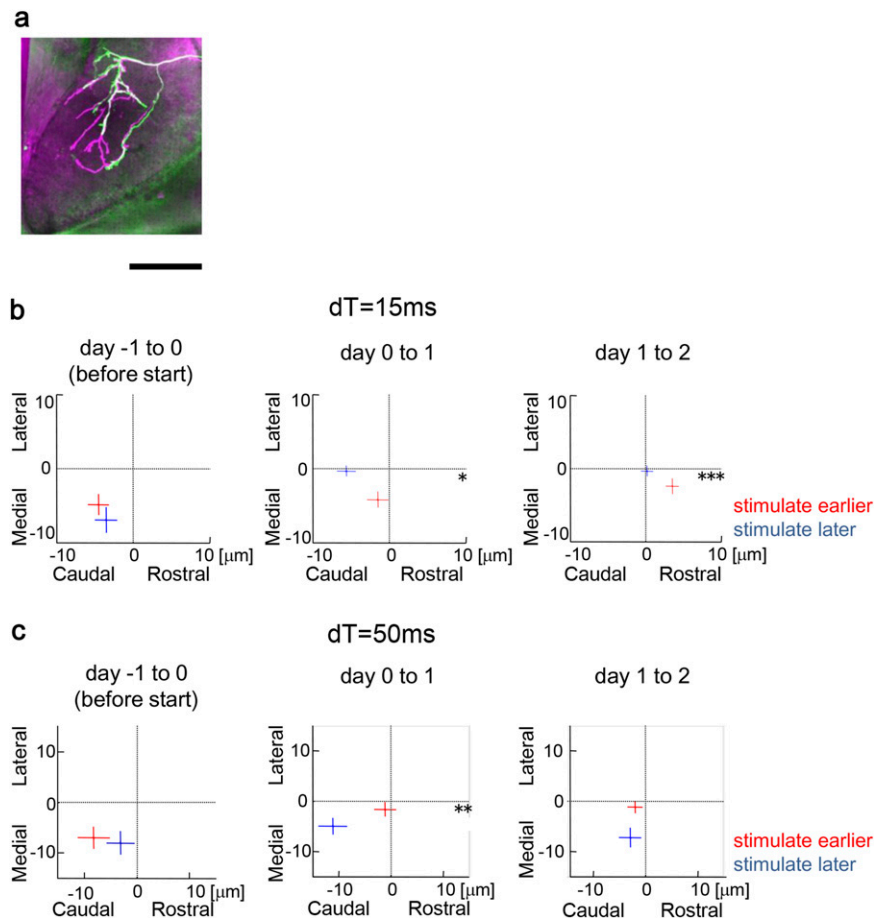 a
b
dT=15ms
day -1 to 0
(before start)
day 0 to 1
day 1 to 2
Lateral
Medial
10
0
-10
-10
0
10
[µm]
Caudal
Rostral
Lateral
Medial
10
0
-10
*
-10
0
10
[µm]
Caudal
Rostral
Lateral
Medial
10
0
-10
***
-10
0
10
[µm]
Caudal
Rostral
stimulate earlier
stimulate later
c
dT=50ms
day -1 to 0
(before start)
day 0 to 1
day 1 to 2
Lateral
Medial
10
0
-10
-10
0
10
[µm]
Caudal
Rostral
Lateral
Medial
10
0
-10
**
-10
0
10
[µm]
Caudal
Rostral
Lateral
Medial
10
0
-10
-10
0
10
[µm]
Caudal
Rostral
stimulate earlier
stimulate later